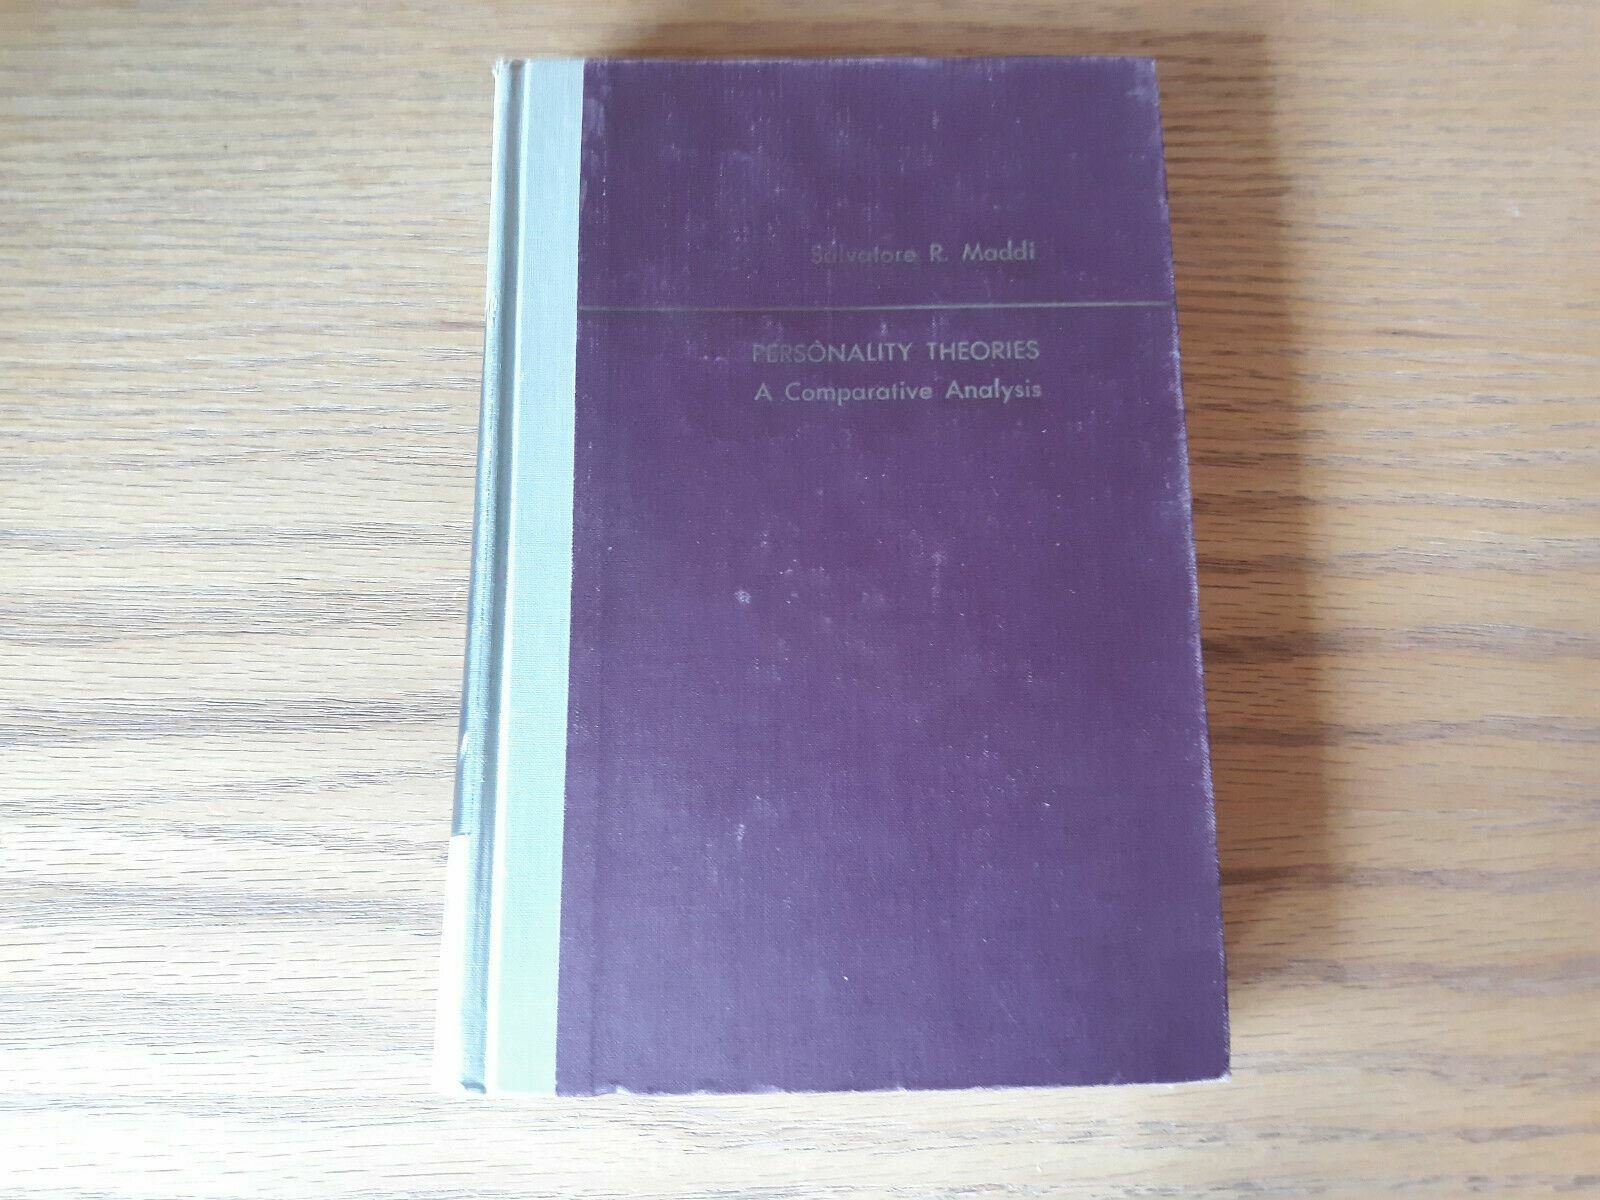 Salvatore R. Maddi
PERSONALITY THEORIES
A Comparative Analysis